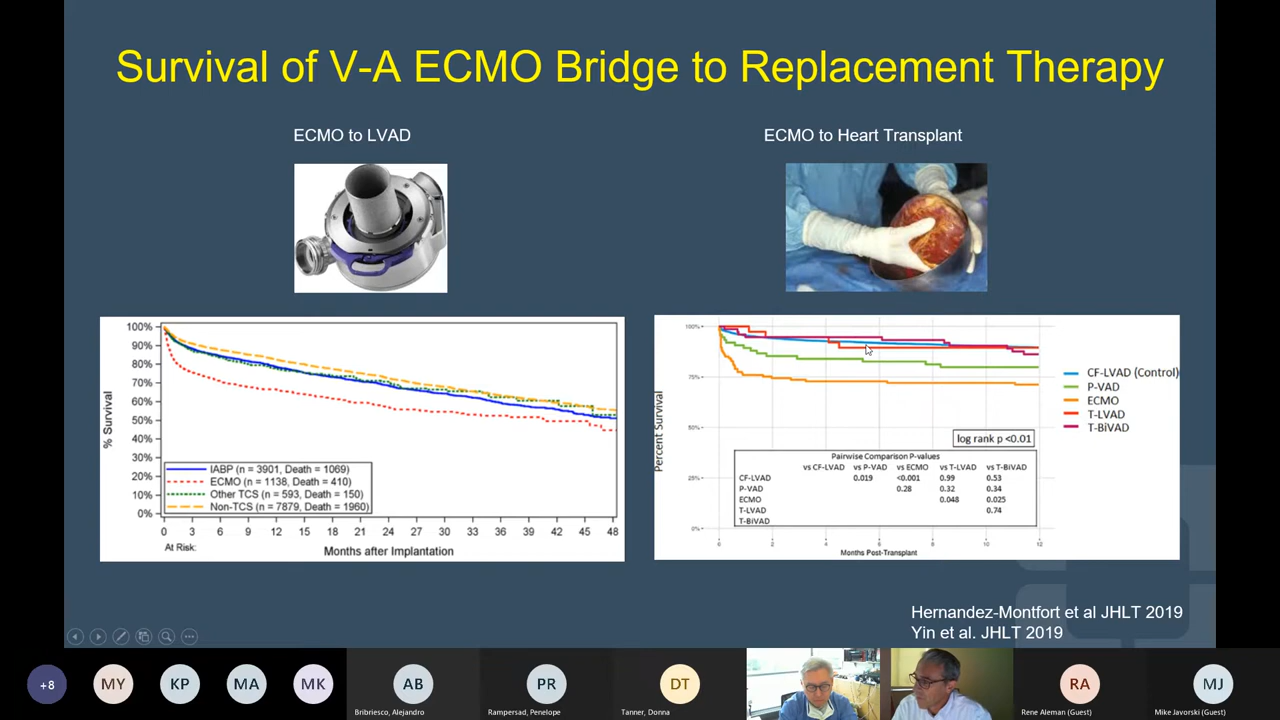 Survival of V-A ECMO Bridge to Replacement Therapy
ECMO to LVAD
ECMO to Heart Transplant
100%
90%
80%
70%
60%
50%
40%
30%
20%
10%
0%
% Survival
IABP (n = 3901, Death = 1069)
ECMO (n = 1138, Death = 410)
Other TCS (n = 593, Death = 150)
Non-TCS (n = 7879, Death = 1960)
0 3 6 9 12 15 18 21 24 27 30 33 36 39 42 45 48
At Risk:
Months after Implantation
100%
75%
50%
25%
0%
Percent Survival
CF-LVAD (Control)
P-VAD
ECMO
T-LVAD
T-BiVAD
log rank p <0.01
Pairwise Comparison P-values
vs CF-LVAD vs P-VAD vs ECMO vs T-LVAD vs T-BiVAD
CF-LVAD 0.019 <0.001 0.99 0.53
P-VAD 0.28 0.32 0.34
ECMO 0.048 0.025
T-LVAD 0.74
T-BIVAD
0 2 4 6 8 10 12
Months Post-Transplant
Hernandez-Montfort et al JHLT 2019
Yin et al. JHLT 2019
+8 MY KP MA MK AB PR DT RA MJ
Bribriesco, Alejandro
Rampersad, Penelope
Tanner, Donna
Rene Aleman (Guest)
Mike Javorski (Guest)